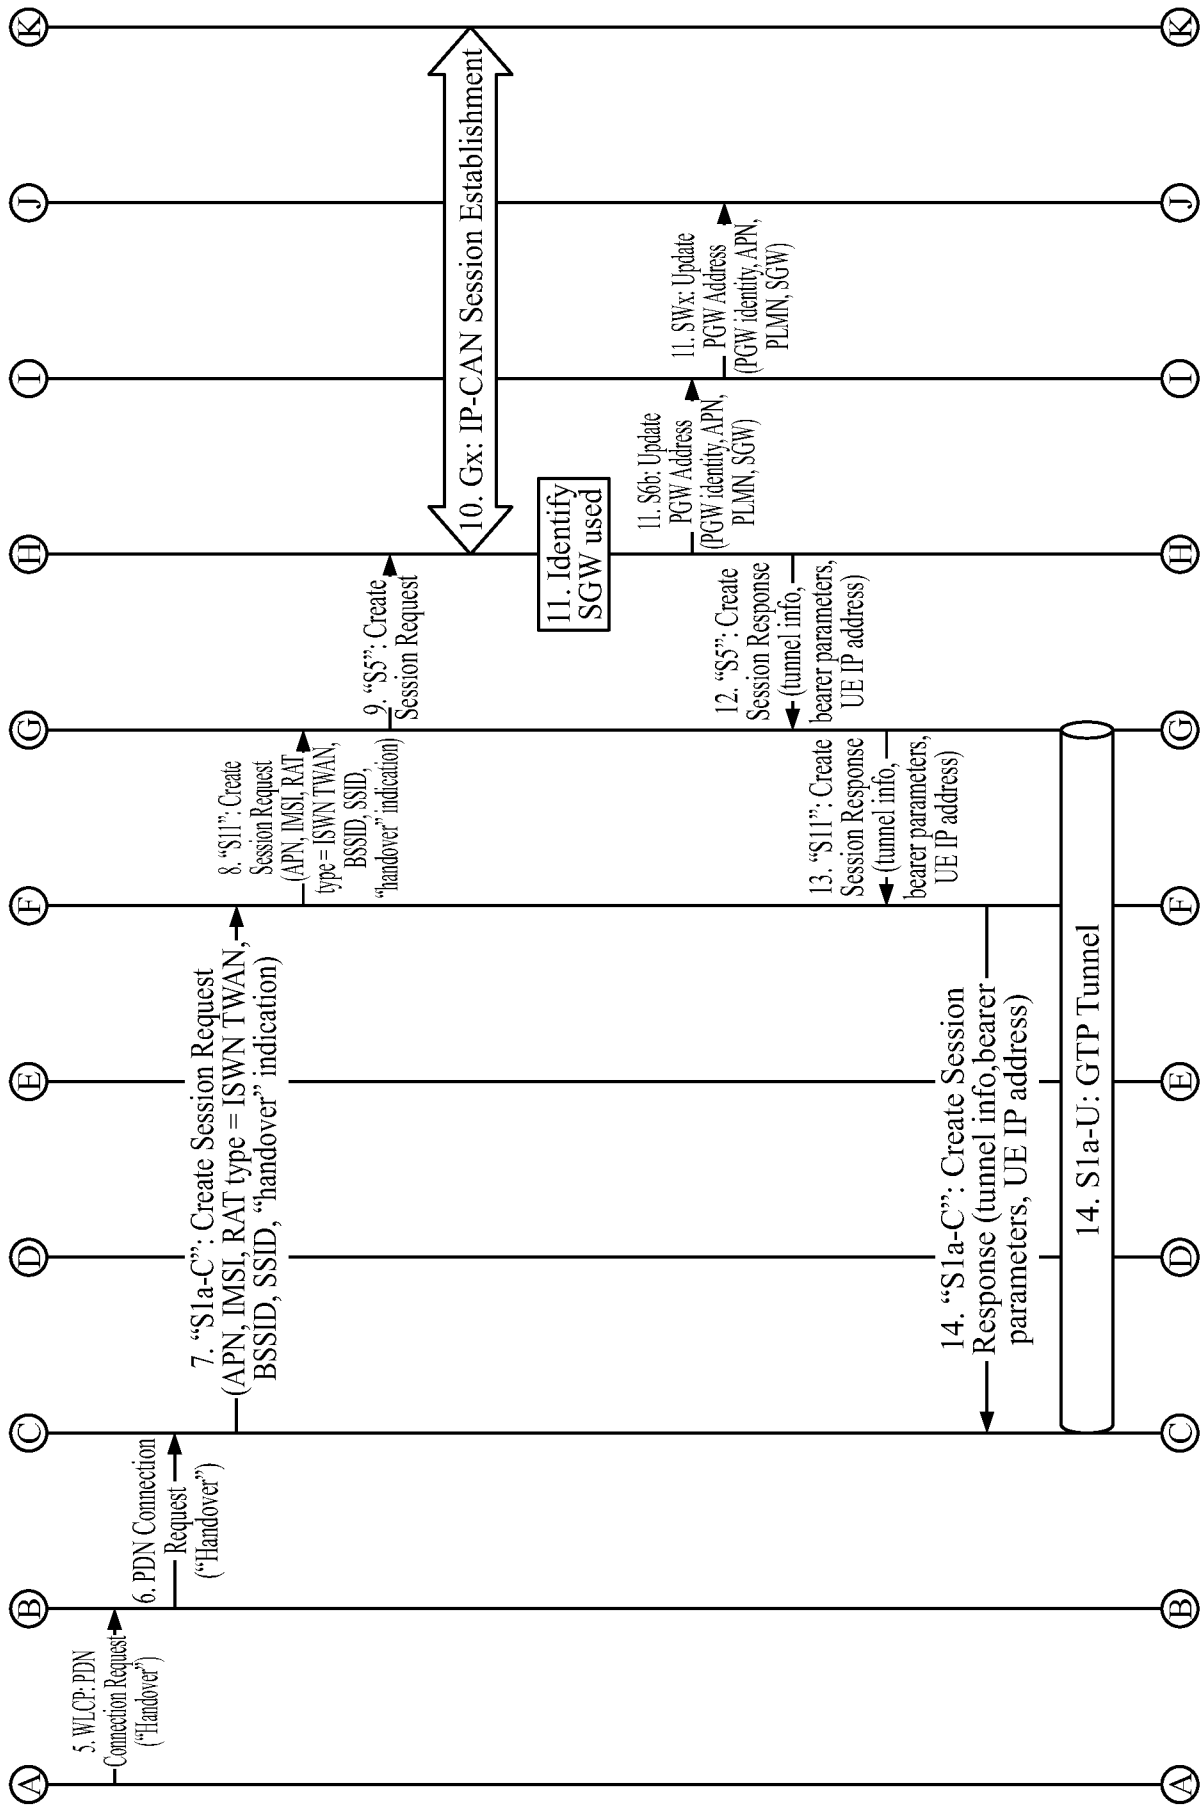 A
B
C
D
E
F
G
H
I
J
K
5. WLCP: PDN
Connection Request
(“Handover”)
6. PDN Connection
Request
(“Handover”)
7. “S1a-C”: Create Session Request
(APN, IMSI, RAT type = ISWN TWAN,
BSSID, SSID, “handover” indication)
8. “S11”: Create
Session Request
(APN, IMSI, RAT
type = ISWN TWAN,
BSSID, SSID,
“handover” indication)
9. “S5”: Create
Session Request
10. Gx: IP-CAN Session Establishment
11. Identify
SGW used
11. S6b: Update
PGW Address
(PGW identity, APN,
PLMN, SGW)
11. SWx: Update
PGW Address
(PGW identity, APN,
PLMN, SGW)
12. “S5”: Create
Session Response
(tunnel info,
bearer parameters,
UE IP address)
13. “S11”: Create
Session Response
(tunnel info,
bearer parameters,
UE IP address)
14. “S1a-C”: Create Session
Response (tunnel info,bearer
parameters, UE IP address)
14. S1a-U: GTP Tunnel
A
B
C
D
E
F
G
H
I
J
K